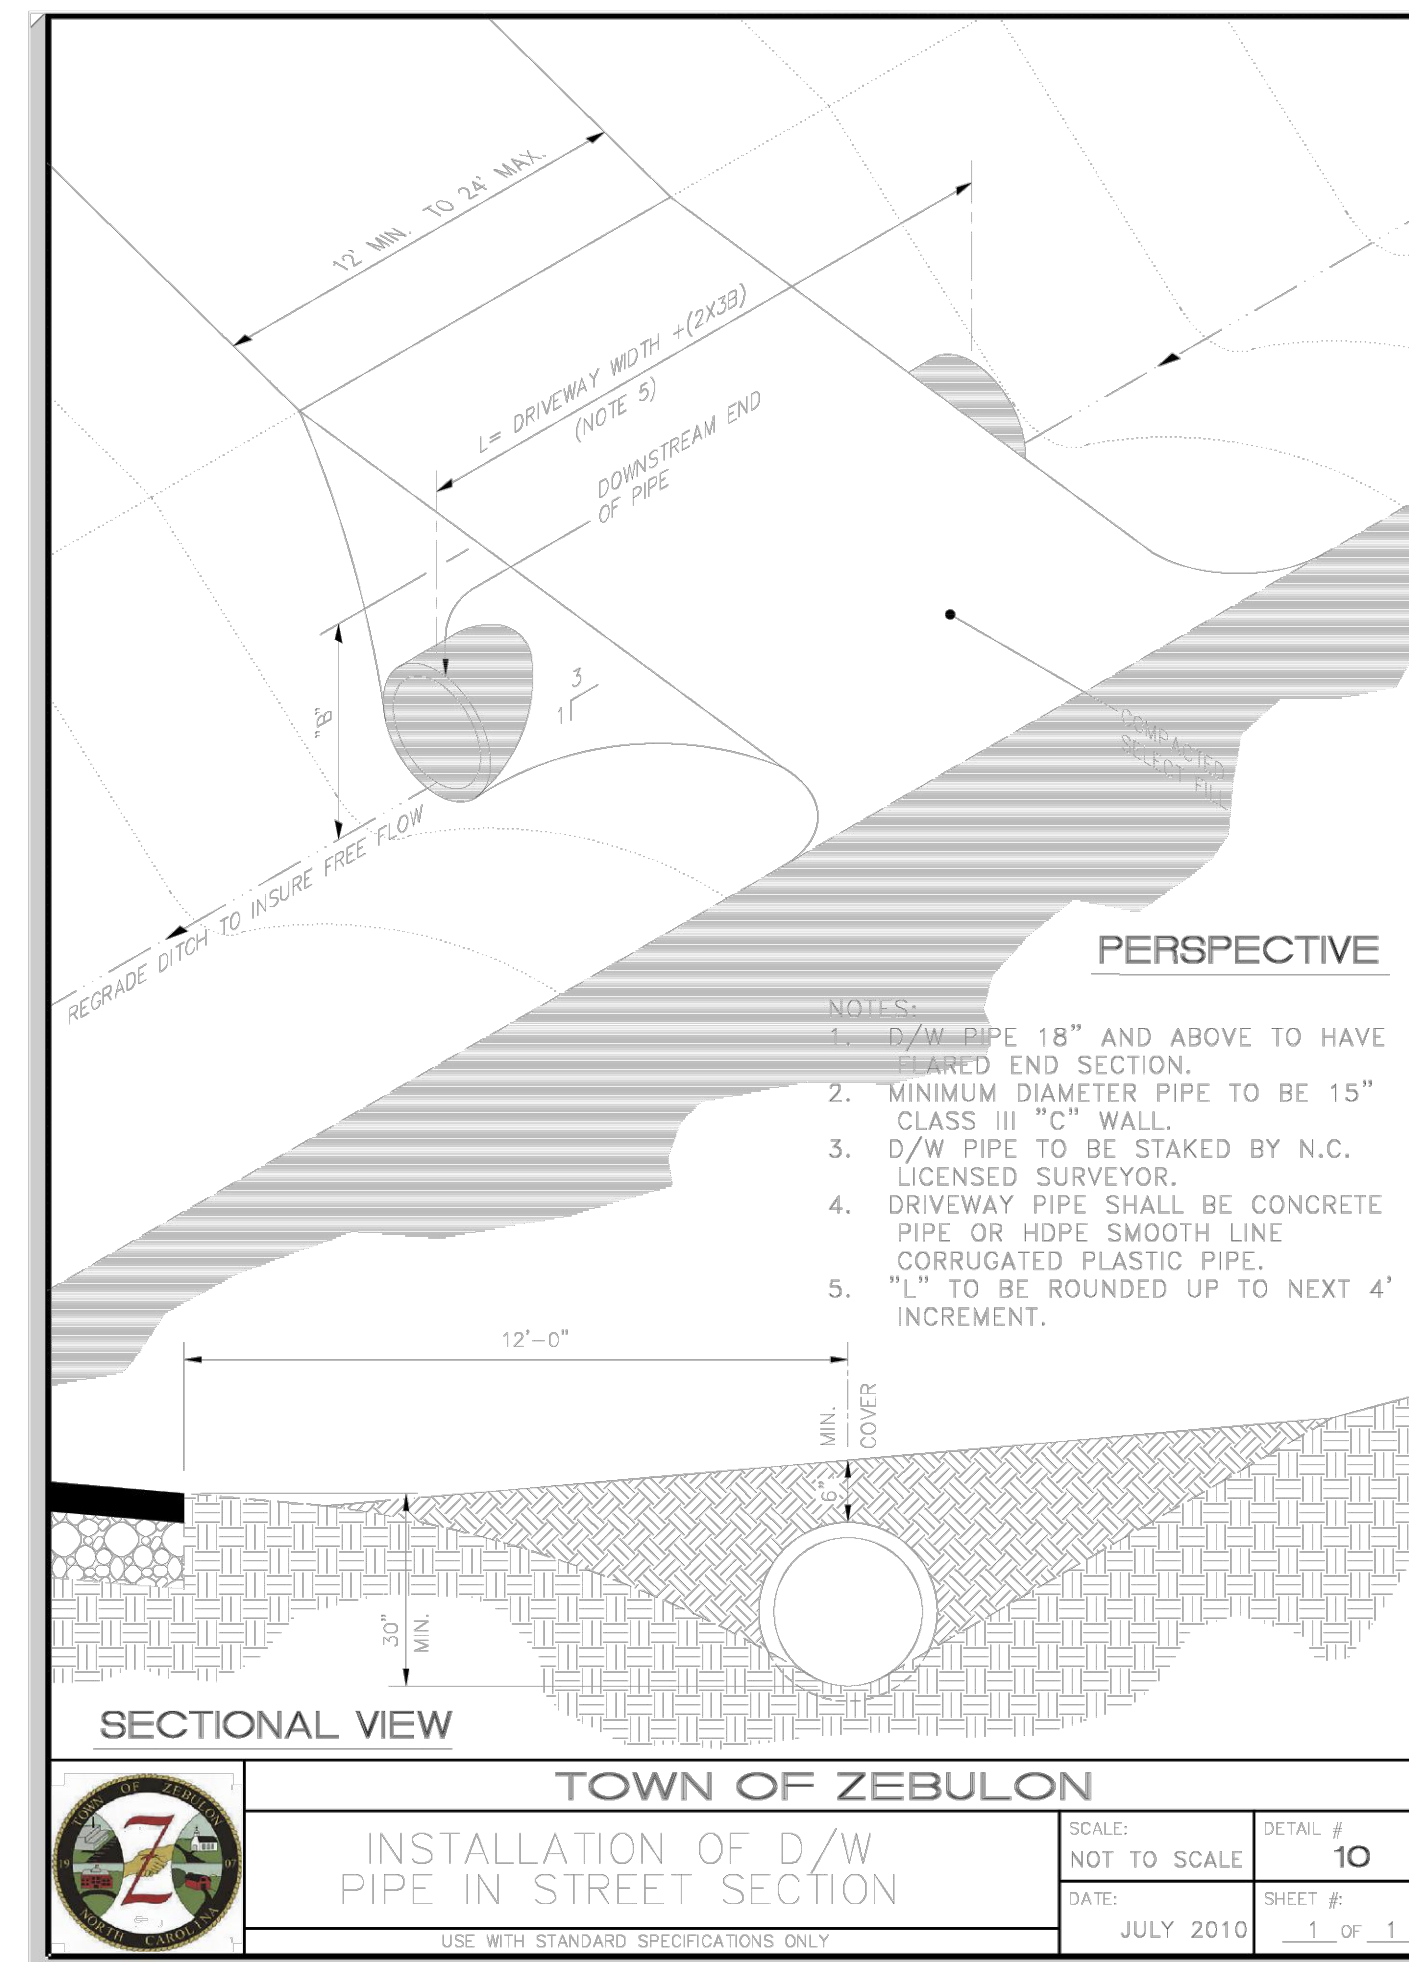 12' MIN. TO 24' MAX.
L= DRIVEWAY WIDTH +(2X3B)
(NOTE 5)
DOWNSTREAM END
OF PIPE
"B"
3
1
COMPACTED
SELECT FILL
REGRADE DITCH TO INSURE FREE FLOW
PERSPECTIVE
NOTES:
1. D/W PIPE 18" AND ABOVE TO HAVE
FLARED END SECTION.
2. MINIMUM DIAMETER PIPE TO BE 15"
CLASS III "C" WALL.
3. D/W PIPE TO BE STAKED BY N.C.
LICENSED SURVEYOR.
4. DRIVEWAY PIPE SHALL BE CONCRETE
PIPE OR HDPE SMOOTH LINE
CORRUGATED PLASTIC PIPE.
5. "L" TO BE ROUNDED UP TO NEXT 4'
INCREMENT.
12'-0"
MIN.
COVER
6"
30"
MIN.
SECTIONAL VIEW
TOWN OF ZEBULON
NORTH CAROLINA
19 07
Z
TOWN OF ZEBULON
INSTALLATION OF D/W
PIPE IN STREET SECTION
USE WITH STANDARD SPECIFICATIONS ONLY
SCALE:
NOT TO SCALE
DETAIL #
10
DATE:
JULY 2010
SHEET #:
1 OF 1